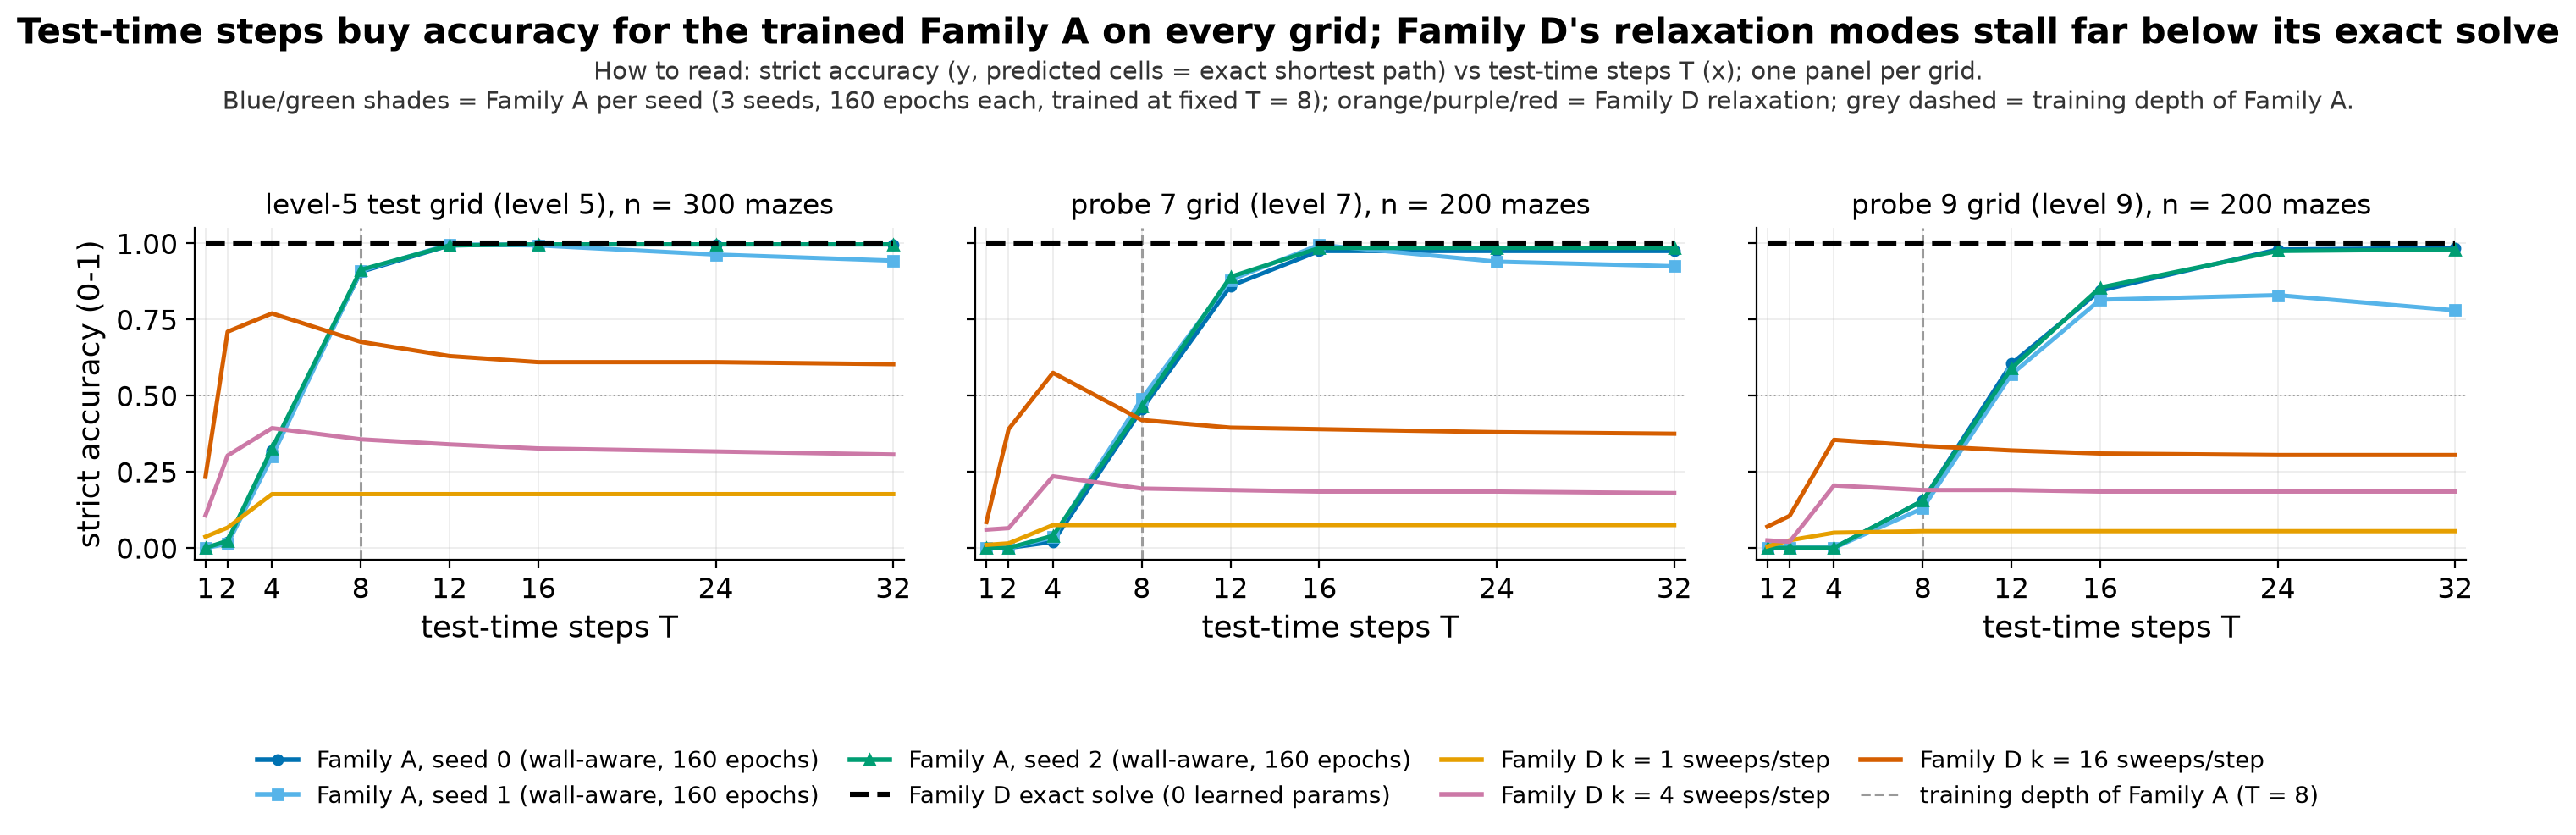 Test-time steps buy accuracy for the trained Family A on every grid; Family D's relaxation modes stall far below its exact solve
How to read: strict accuracy (y, predicted cells = exact shortest path) vs test-time steps T (x); one panel per grid.
Blue/green shades = Family A per seed (3 seeds, 160 epochs each, trained at fixed T = 8); orange/purple/red = Family D relaxation; grey dashed = training depth of Family A.
level-5 test grid (level 5), n = 300 mazes
probe 7 grid (level 7), n = 200 mazes
probe 9 grid (level 9), n = 200 mazes
strict accuracy (0-1)
1.00
0.75
0.50
0.25
0.00
1 2 4 8 12 16 24 32
1 2 4 8 12 16 24 32
1 2 4 8 12 16 24 32
test-time steps T
test-time steps T
test-time steps T
Family A, seed 0 (wall-aware, 160 epochs)
Family A, seed 1 (wall-aware, 160 epochs)
Family A, seed 2 (wall-aware, 160 epochs)
Family D exact solve (0 learned params)
Family D k = 1 sweeps/step
Family D k = 4 sweeps/step
Family D k = 16 sweeps/step
training depth of Family A (T = 8)